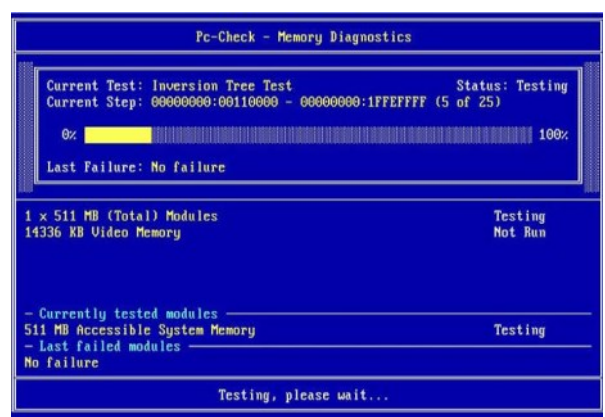 Pc-Check - Memory Diagnostics
Current Test: Inversion Tree Test Status: Testing
Current Step: 00000000:00110000 - 00000000:1FFEFFFF (5 of 25)
0% 100%
Last Failure: No failure
1 x 511 MB (Total) Modules Testing
14336 KB Video Memory Not Run
- Currently tested modules
511 MB Accessible System Memory Testing
- Last failed modules
No failure
Testing, please wait...